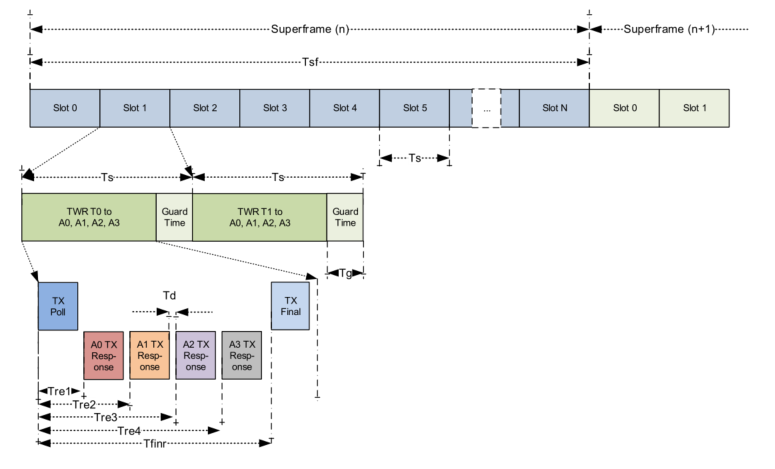 Superframe (n)
Superframe (n+1)
Tsf
Slot 0
Slot 1
Slot 2
Slot 3
Slot 4
Slot 5
...
Slot N
Slot 0
Slot 1
Ts
Ts
Ts
TWR T0 to
A0, A1, A2, A3
Guard
Time
TWR T1 to
A0, A1, A2, A3
Guard
Time
Tg
TX
Poll
Td
TX
Final
A0 TX
Resp-
onse
A1 TX
Resp-
onse
A2 TX
Resp-
onse
A3 TX
Resp-
onse
Tre1
Tre2
Tre3
Tre4
Tfinr